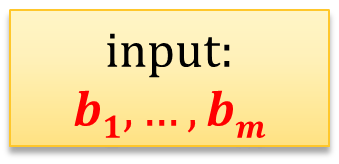 input:
b₁, … , bₘ